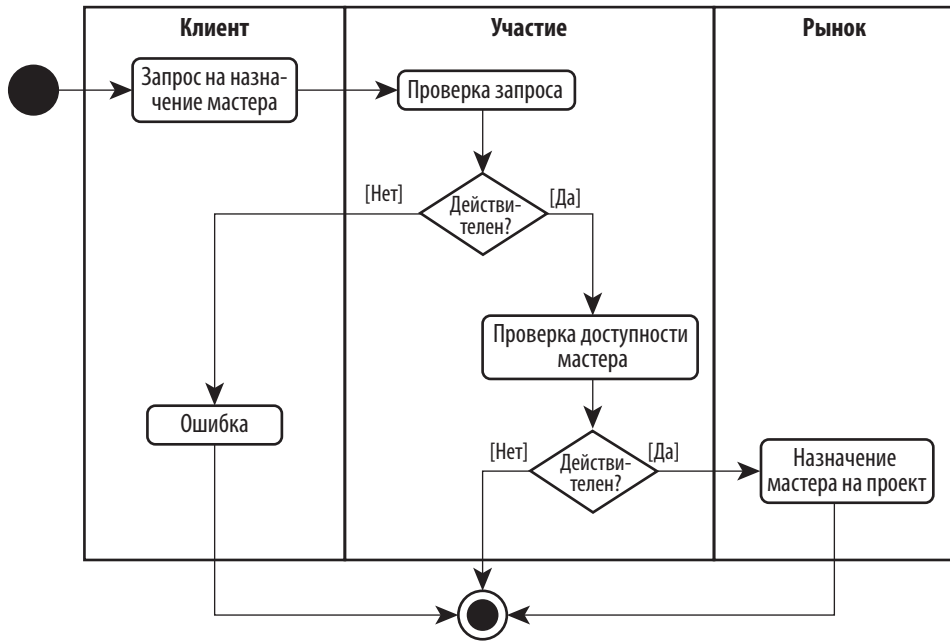 Клиент
Участие
Рынок
Запрос на назна-
чение мастера
Проверка запроса
[Нет]
Действи-
телен?
[Да]
Проверка доступности
мастера
Ошибка
[Нет]
Действи-
телен?
[Да]
Назначение
мастера на проект